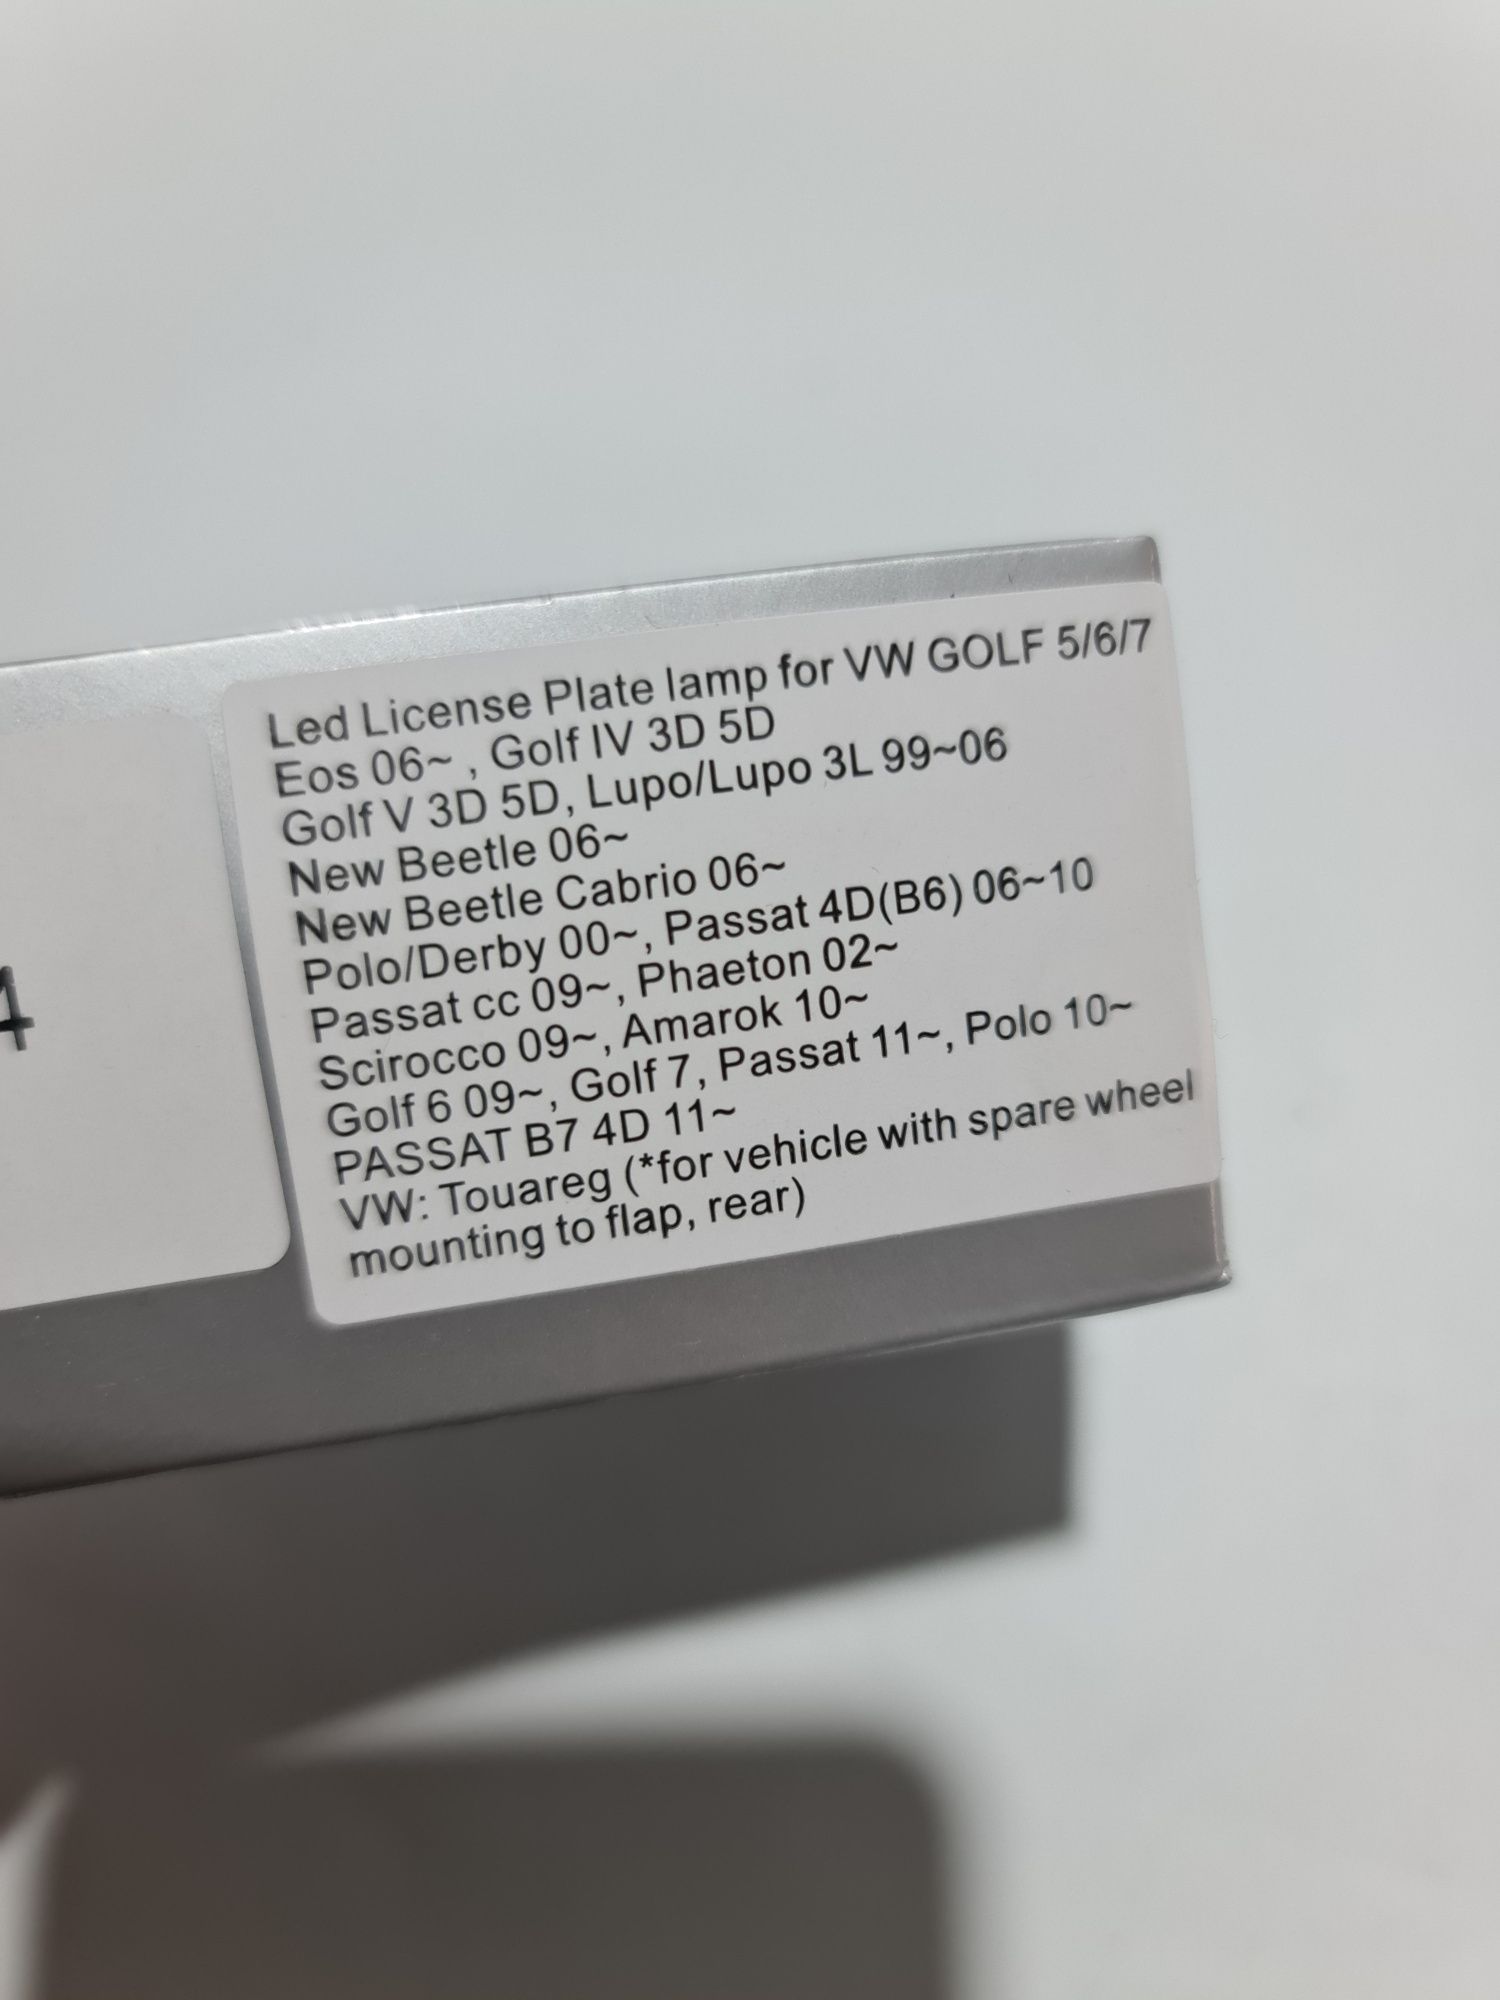 Led License Plate lamp for VW GOLF 5/6/7
Eos 06~ , Golf IV 3D 5D
Golf V 3D 5D, Lupo/Lupo 3L 99~06
New Beetle 06~
New Beetle Cabrio 06~
Polo/Derby 00~, Passat 4D(B6) 06~10
Passat cc 09~, Phaeton 02~
Scirocco 09~, Amarok 10~
Golf 6 09~, Golf 7, Passat 11~, Polo 10~
PASSAT B7 4D 11~
VW: Touareg (*for vehicle with spare wheel
mounting to flap, rear)
4